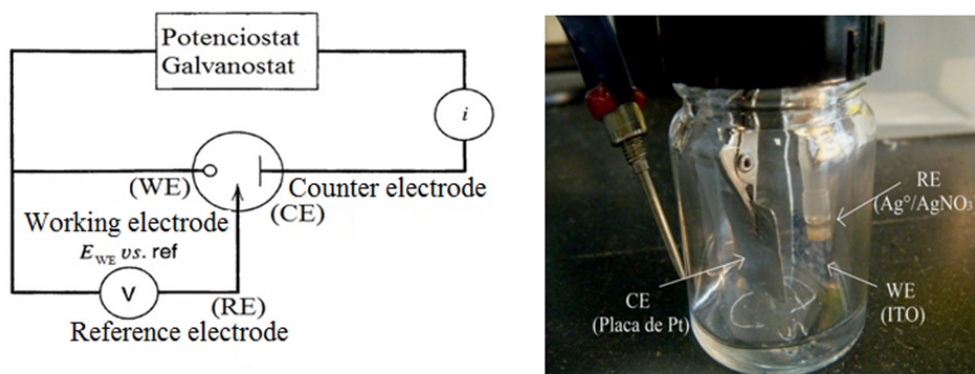 Potenciostat
Galvanostat
i
(WE)
Counter electrode
(CE)
Working electrode
E WE vs. ref
V
(RE)
Reference electrode
RE
(Ag°/AgNO3
CE
(Placa de Pt)
WE
(ITO)